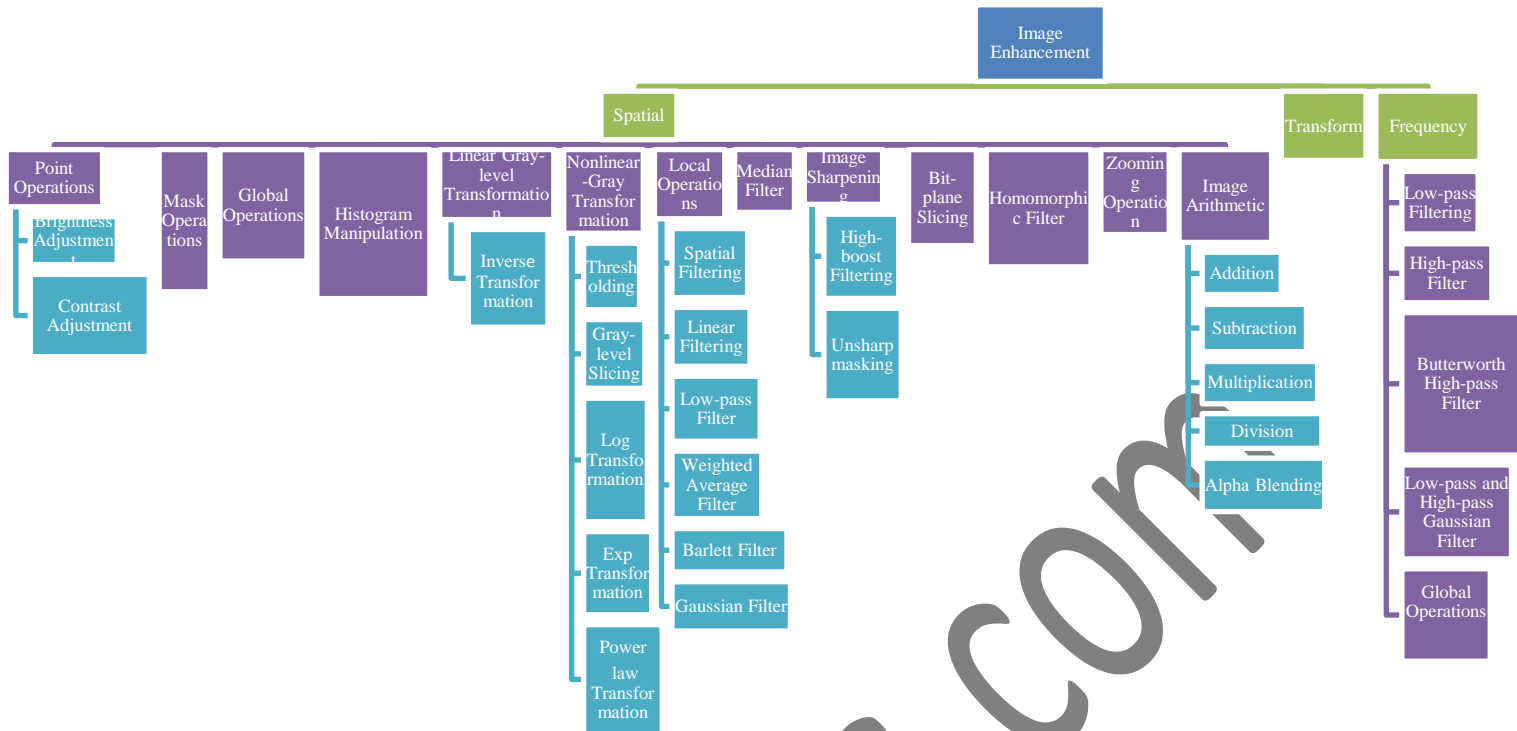 Image
Enhancement
Spatial
Transform
Frequency
Point
Operations
Brightness
Adjustmen
t
Contrast
Adjustment
Mask
Opera
tions
Global
Operations
Histogram
Manipulation
Linear Gray-
level
Transformatio
n
Inverse
Transfor
mation
Nonlinear
-Gray
Transfor
mation
Thresh
olding
Gray-
level
Slicing
Log
Transfo
rmation
Exp
Transfor
mation
Power
law
Transfor
mation
Local
Operatio
ns
Spatial
Filtering
Linear
Filtering
Low-pass
Filter
Weighted
Average
Filter
Barlett Filter
Gaussian Filter
Median
Filter
Image
Sharpenin
g
High-
boost
Filtering
Unsharp
masking
Bit-
plane
Slicing
Homomorphi
c Filter
Zoomin
g
Operatio
n
Image
Arithmetic
Addition
Subtraction
Multiplication
Division
Alpha Blending
Low-pass
Filtering
High-pass
Filter
Butterworth
High-pass
Filter
Low-pass and
High-pass
Gaussian
Filter
Global
Operations
com